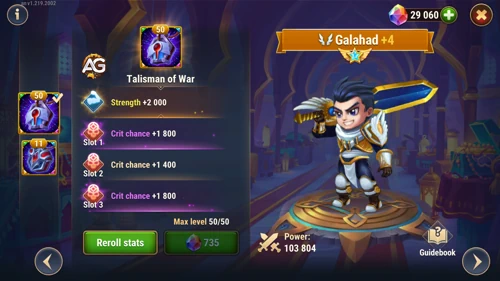 sv:v1.219.2002
i
29 060
50
AG
Galahad +4
Talisman of War
50
Strength +2 000
Crit chance +1 800
Slot 1
11
Crit chance +1 400
Slot 2
Crit chance +1 800
Slot 3
Max level 50/50
Reroll stats
735
Power:
103 804
Guidebook